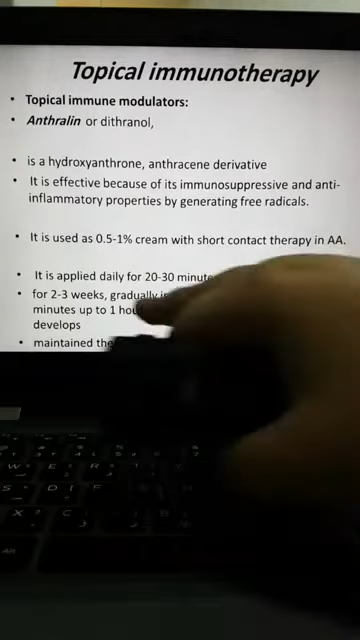 Topical immunotherapy
• Topical immune modulators:
• Anthralin or dithranol,
• is a hydroxyanthrone, anthracene derivative
• It is effective because of its immunosuppressive and anti-
inflammatory properties by generating free radicals.
• It is used as 0.5-1% cream with short contact therapy in AA.
• It is applied daily for 20-30 minutes
• for 2-3 weeks, gradually
minutes up to 1 hou
develops
• maintained the
W E R
S D F
X C
Alt